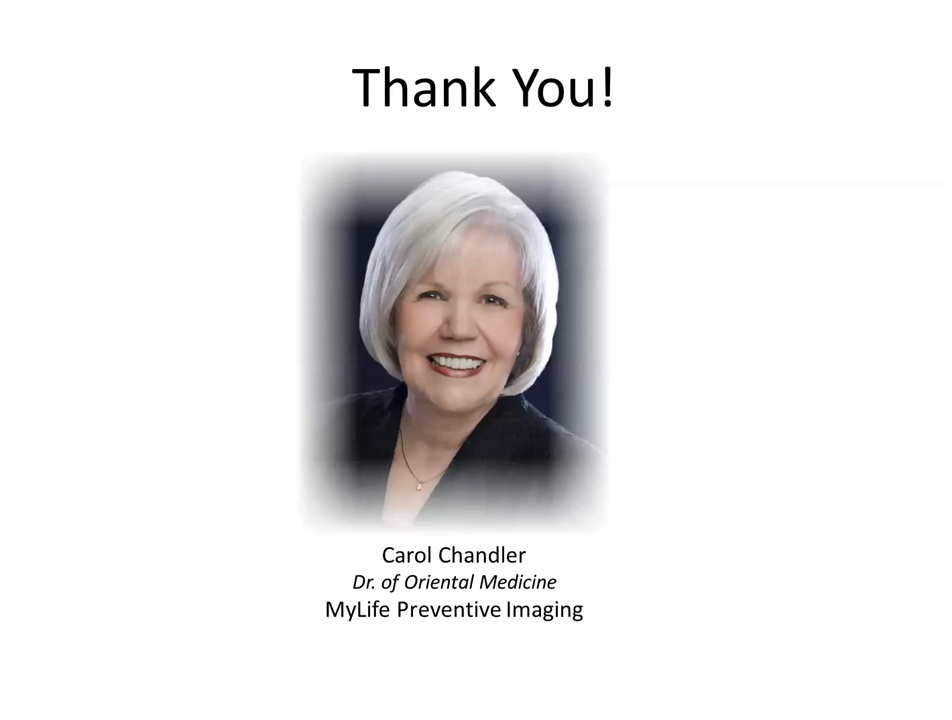 Thank You!
Carol Chandler
Dr. of Oriental Medicine
MyLife Preventive Imaging